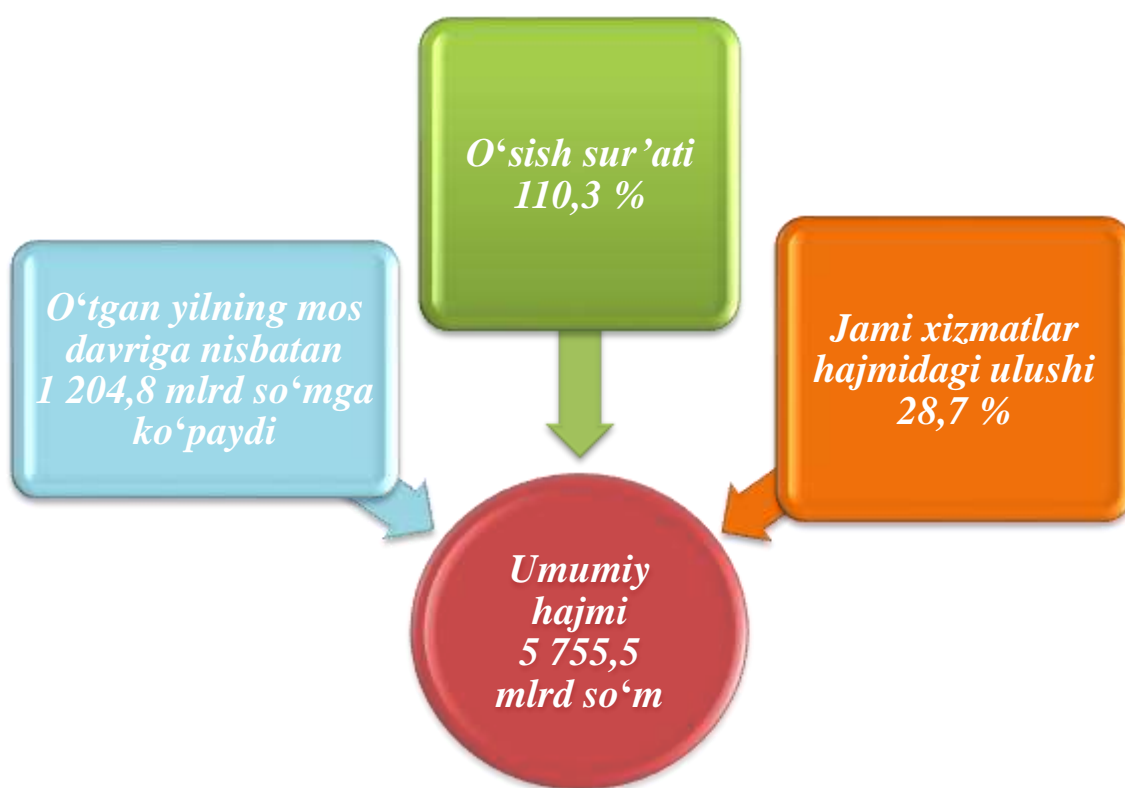 O‘sish sur’ati
110,3 %
O‘tgan yilning mos
davriga nisbatan
1 204,8 mlrd so‘mga
ko‘paydi
Jami xizmatlar
hajmidagi ulushi
28,7 %
Umumiy
hajmi
5 755,5
mlrd so‘m